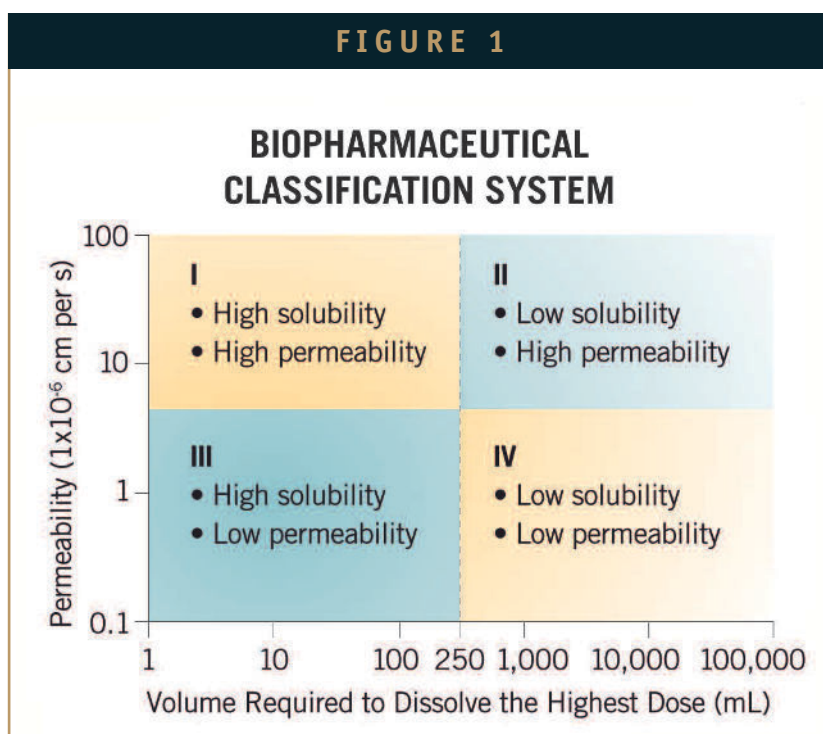 FIGURE 1
BIOPHARMACEUTICAL
CLASSIFICATION SYSTEM
Permeability (1x10⁻⁶ cm per s)
100
10
1
0.1
I
• High solubility
• High permeability
II
• Low solubility
• High permeability
III
• High solubility
• Low permeability
IV
• Low solubility
• Low permeability
1 10 100 250 1,000 10,000 100,000
Volume Required to Dissolve the Highest Dose (mL)